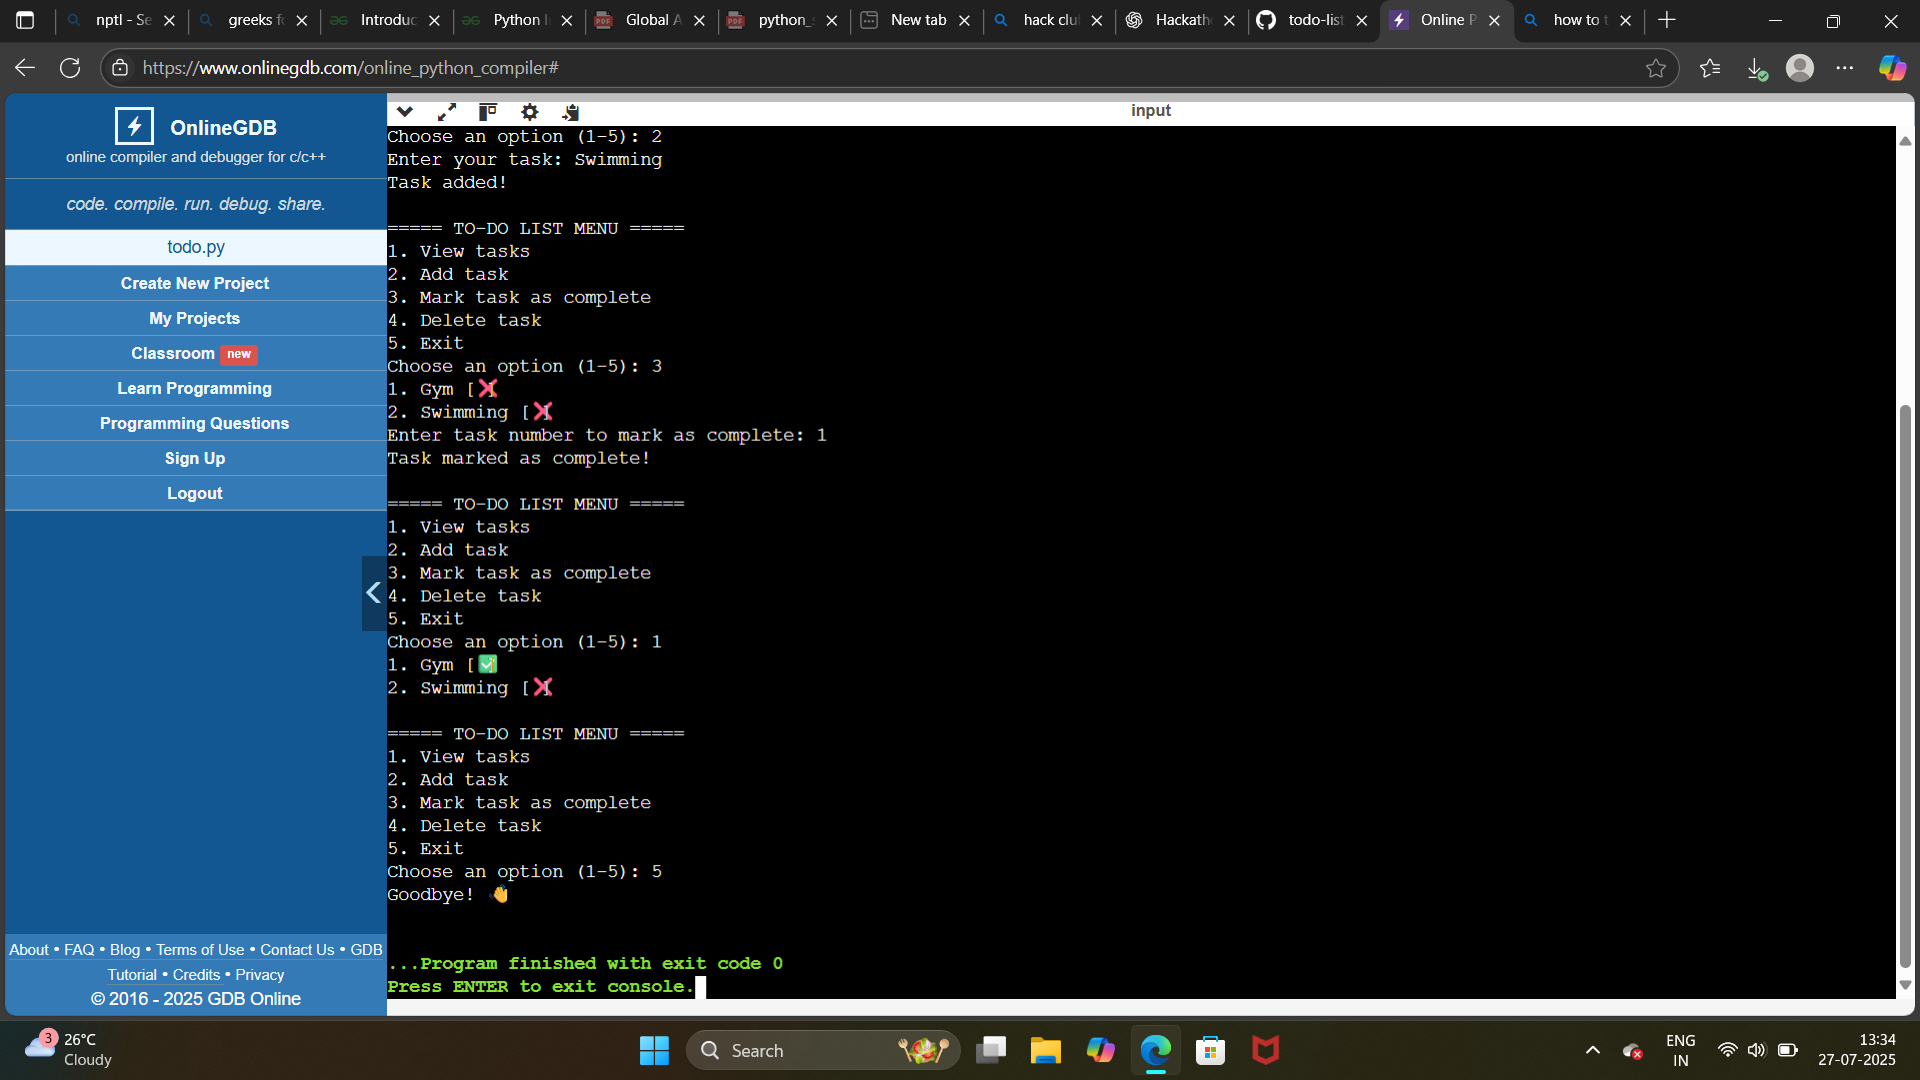 nptl - Se
greeks f
Introduc
Python I
Global A
python_
New tab
hack clu
Hackath
todo-lis
Online P
how to t
https://www.onlinegdb.com/online_python_compiler#
OnlineGDB
online compiler and debugger for c/c++
code. compile. run. debug. share.
todo.py
Create New Project
My Projects
Classroom new
Learn Programming
Programming Questions
Sign Up
Logout
About • FAQ • Blog • Terms of Use • Contact Us • GDB
Tutorial • Credits • Privacy
© 2016 - 2025 GDB Online
input
Choose an option (1-5): 2
Enter your task: Swimming
Task added!
===== TO-DO LIST MENU =====
1. View tasks
2. Add task
3. Mark task as complete
4. Delete task
5. Exit
Choose an option (1-5): 3
1. Gym [❌]
2. Swimming [❌]
Enter task number to mark as complete: 1
Task marked as complete!
===== TO-DO LIST MENU =====
1. View tasks
2. Add task
3. Mark task as complete
4. Delete task
5. Exit
Choose an option (1-5): 1
1. Gym [✅]
2. Swimming [❌]
===== TO-DO LIST MENU =====
1. View tasks
2. Add task
3. Mark task as complete
4. Delete task
5. Exit
Choose an option (1-5): 5
Goodbye! 👋
...Program finished with exit code 0
Press ENTER to exit console.
3
26°C
Cloudy
Search
ENG
IN
13:34
27-07-2025